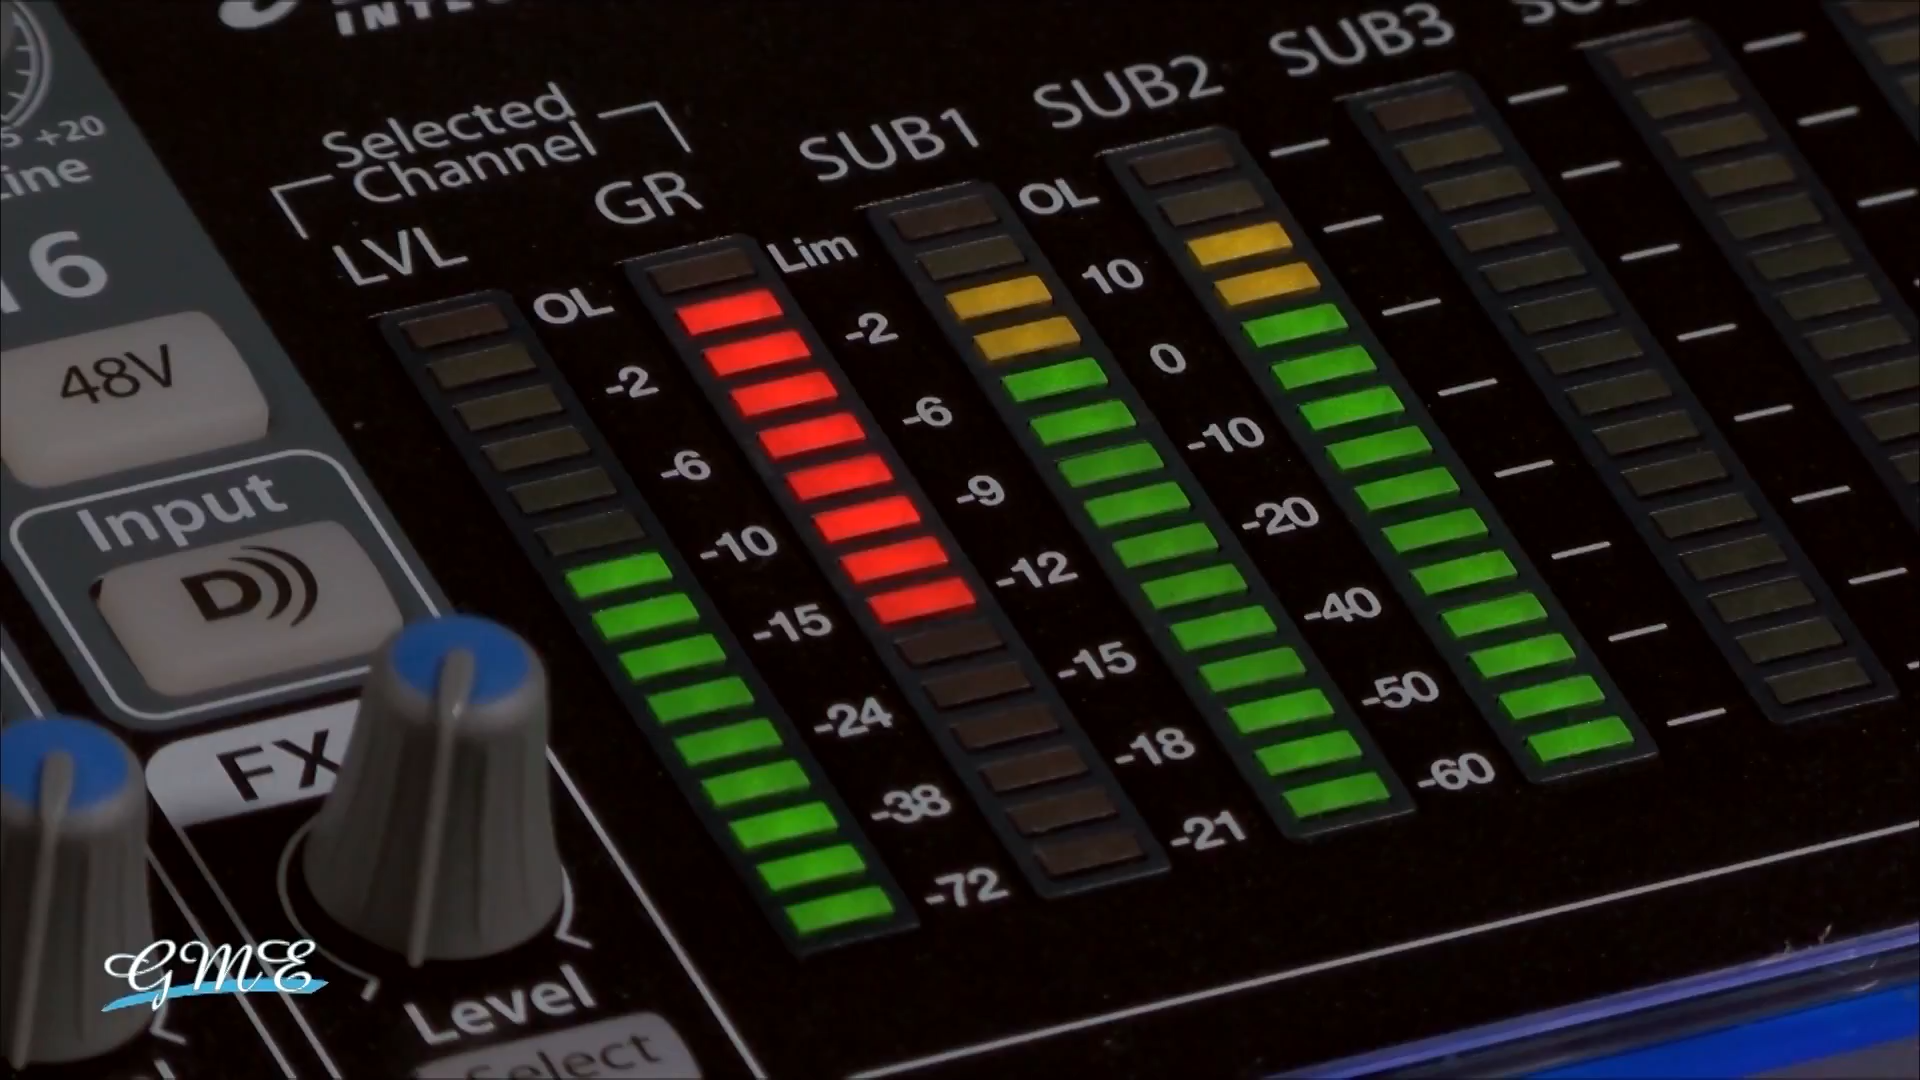 Selected
Channel
LVL
GR
SUB1
SUB2
SUB3
OL
-2
-6
-10
-15
-24
-38
-72
Lim
-2
-6
-9
-12
-15
-18
-21
OL
10
0
-10
-20
-40
-50
-60
+20
16
48V
Input
D
FX
Level
Select
GME